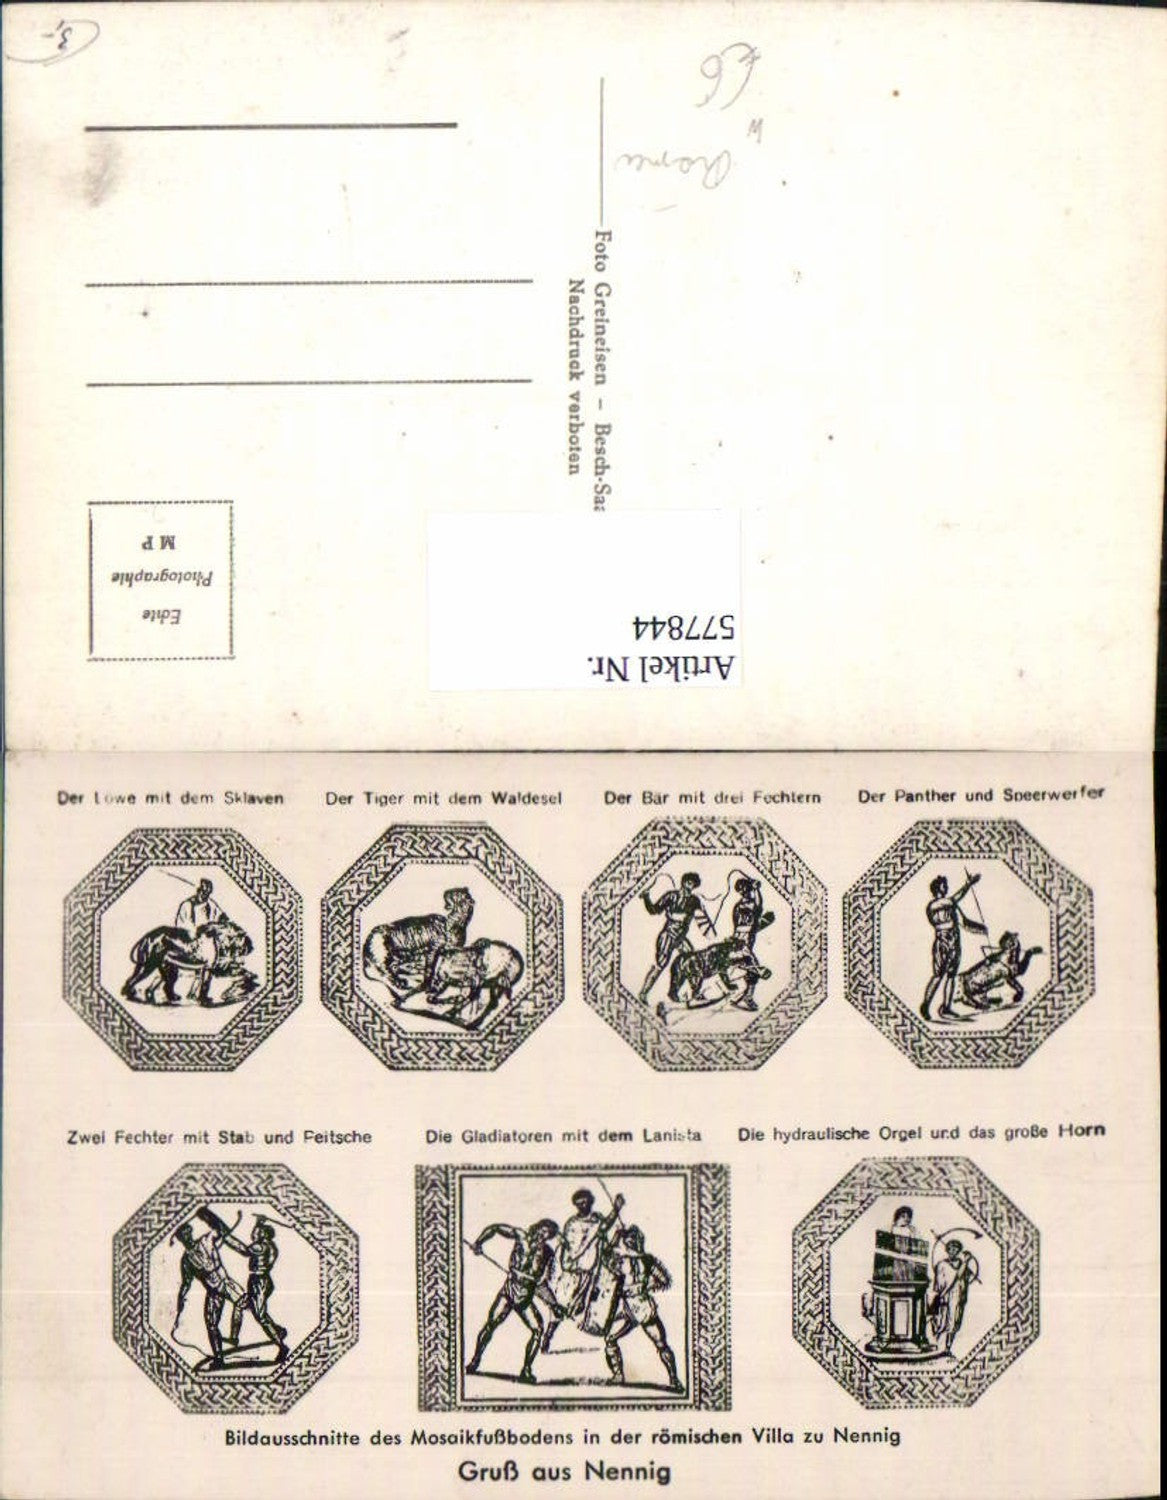 3,-
Foto Greineisen – Besch-Saa
Nachdruck verboten
Echte
Photographie
MP
Artikel Nr.
577844
Der Löwe mit dem Sklaven
Der Tiger mit dem Waldesel
Der Bär mit drei Fechtern
Der Panther und Speerwerfer
Zwei Fechter mit Stab und Peitsche
Die Gladiatoren mit dem Lanista
Die hydraulische Orgel und das große Horn
Bildausschnitte des Mosaikfußbodens in der römischen Villa zu Nennig
Gruß aus Nennig